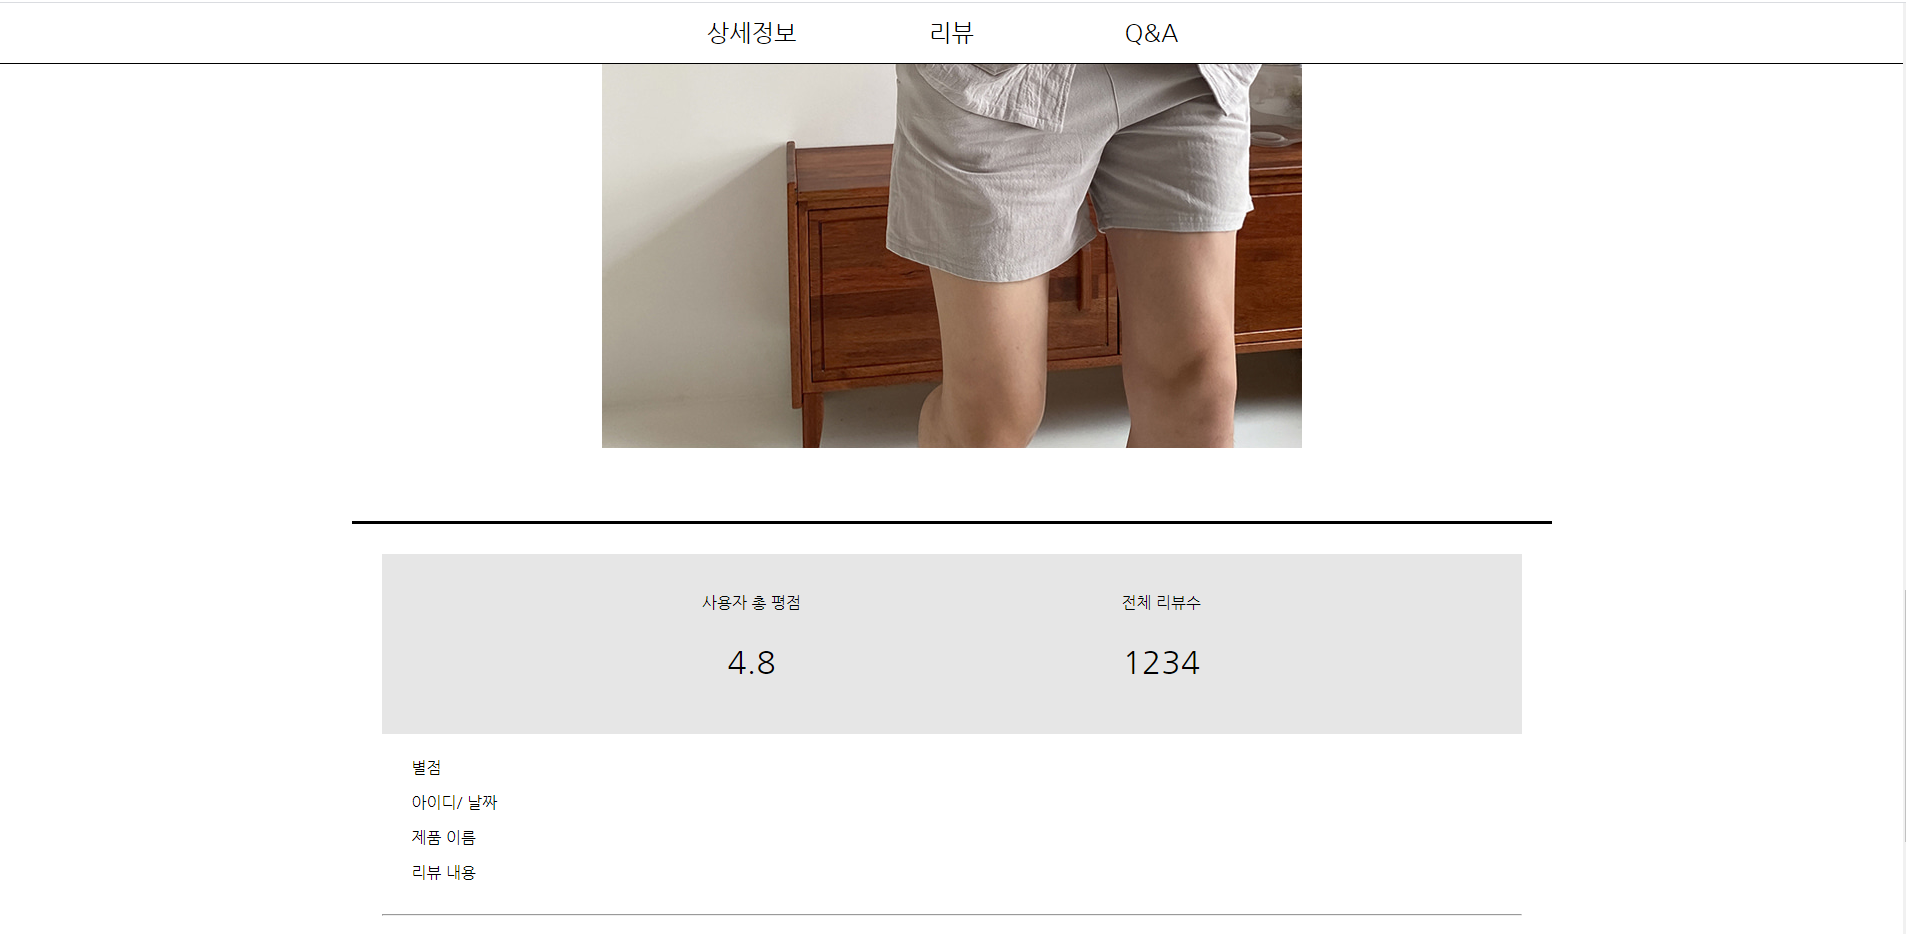 상세정보 리뷰 Q&A
사용자 총 평점 전체 리뷰수
4.8 1234
별점
아이디/ 날짜
제품 이름
리뷰 내용